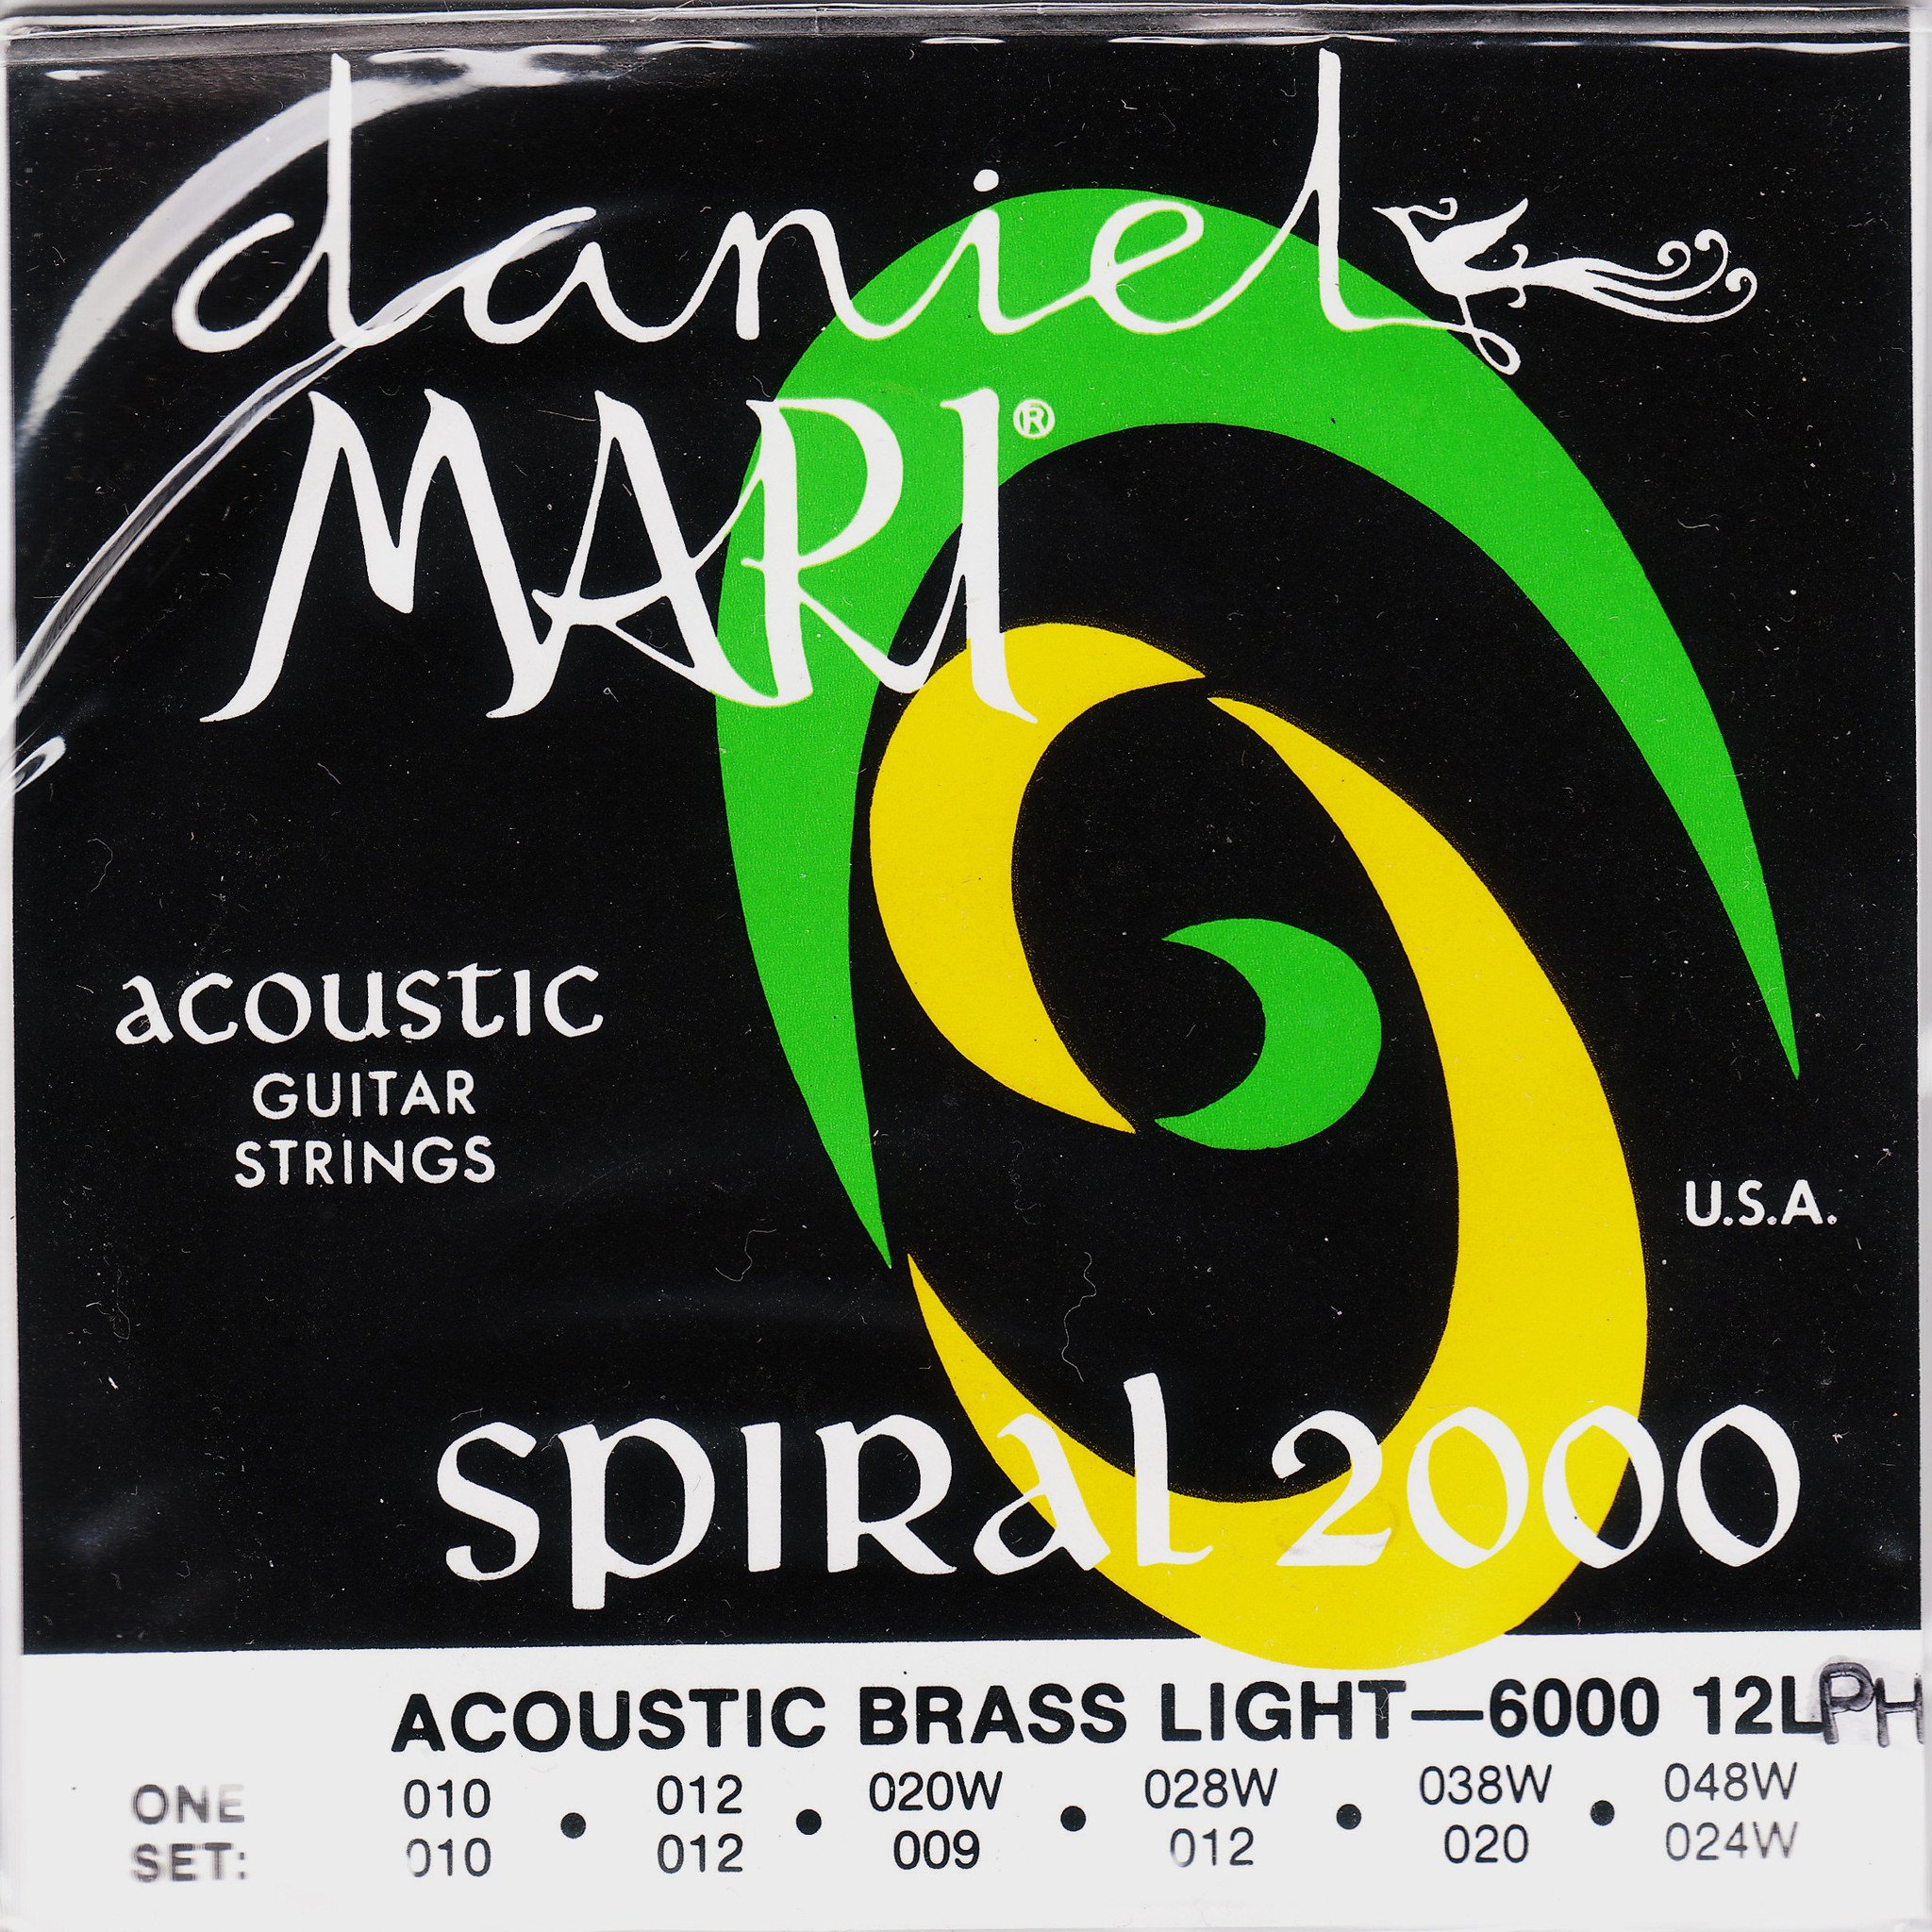 daniel
MARI®
acoustic
GUITAR
STRINGS
U.S.A.
spiral 2000
ACOUSTIC BRASS LIGHT—6000 12LPH
ONE SET:
010 • 012 • 020W • 028W • 038W • 048W
010 012 009 012 020 024W